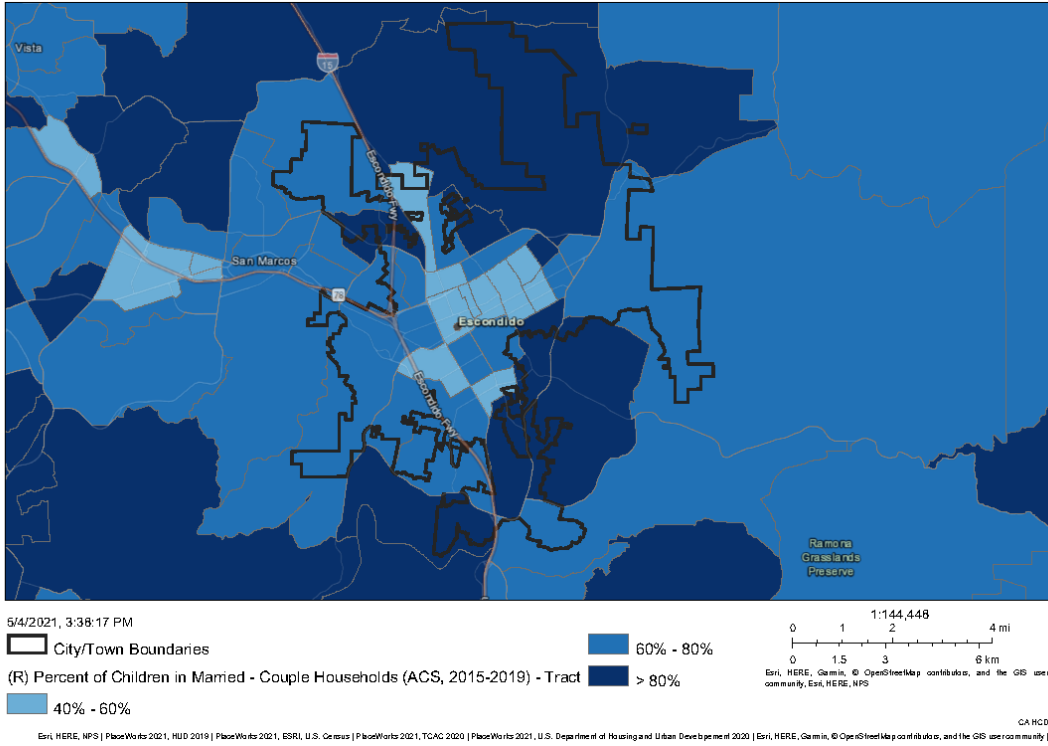 Vista
15
Escondido Fwy
San Marcos
78
Escondido
Escondido Fwy
Ramona
Grasslands
Preserve
5/4/2021, 3:38:17 PM
City/Town Boundaries
(R) Percent of Children in Married - Couple Households (ACS, 2015-2019) - Tract
40% - 60%
60% - 80%
> 80%
1:144,448
0 1 2 4 mi
0 1.5 3 6 km
Esri, HERE, Garmin, © OpenStreetMap contributors, and the GIS user
community, Esri, HERE, NPS
CA HCD
Esri, HERE, NPS | PlaceWorks 2021, HUD 2019 | PlaceWorks 2021, ESRI, U.S. Census | PlaceWorks 2021, TCAC 2020 | PlaceWorks 2021, U.S. Department of Housing and Urban Development 2020 | Esri, HERE, Garmin, © OpenStreetMap contributors, and the GIS user community |